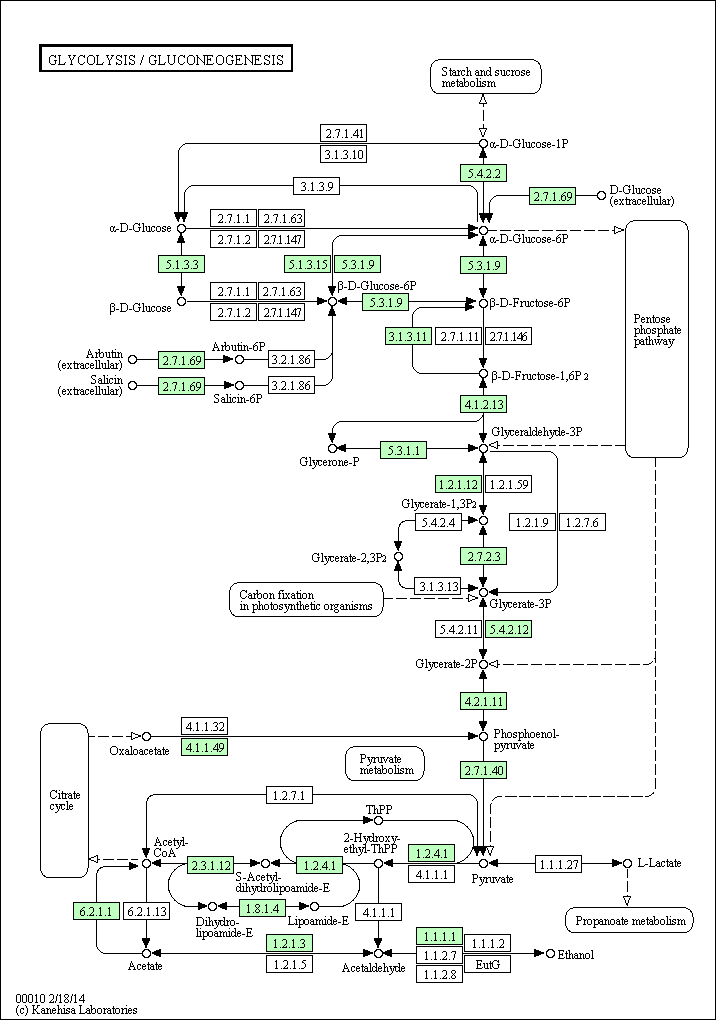 GLYCOLYSIS / GLUCONEOGENESIS
Starch and sucrose
metabolism
2.7.1.41
3.1.3.10
α-D-Glucose-1P
5.4.2.2
3.1.3.9
2.7.1.69
D-Glucose
(extracellular)
α-D-Glucose
2.7.1.1
2.7.1.63
2.7.1.2
2.7.1.147
α-D-Glucose-6P
5.1.3.3
5.1.3.15
5.3.1.9
5.3.1.9
β-D-Glucose
2.7.1.1
2.7.1.63
2.7.1.2
2.7.1.147
β-D-Glucose-6P
5.3.1.9
β-D-Fructose-6P
Pentose
phosphate
pathway
3.1.3.11
2.7.1.11
2.7.1.146
Arbutin
(extracellular)
2.7.1.69
Arbutin-6P
3.2.1.86
Salicin
(extracellular)
2.7.1.69
Salicin-6P
3.2.1.86
β-D-Fructose-1,6P2
4.1.2.13
Glyceraldehyde-3P
Glycerone-P
5.3.1.1
1.2.1.12
1.2.1.59
Glycerate-1,3P2
5.4.2.4
1.2.1.9
1.2.7.6
Glycerate-2,3P2
2.7.2.3
3.1.3.13
Carbon fixation
in photosynthetic organisms
Glycerate-3P
5.4.2.11
5.4.2.12
Glycerate-2P
4.2.1.11
4.1.1.32
Oxaloacetate
4.1.1.49
Phosphoenol-
pyruvate
Pyruvate
metabolism
2.7.1.40
Citrate
cycle
1.2.7.1
ThPP
Acetyl-
CoA
2-Hydroxy-
ethyl-ThPP
2.3.1.12
1.2.4.1
1.2.4.1
4.1.1.1
S-Acetyl-
dihydrolipoamide-E
Pyruvate
1.1.1.27
L-Lactate
6.2.1.1
6.2.1.13
1.8.1.4
Dihydro-
lipoamide-E
Lipoamide-E
4.1.1.1
Propanoate metabolism
Acetate
1.2.1.3
1.2.1.5
Acetaldehyde
1.1.1.1
1.1.1.2
1.1.2.7
EutG
1.1.2.8
Ethanol
00010 2/18/14
(c) Kanehisa Laboratories